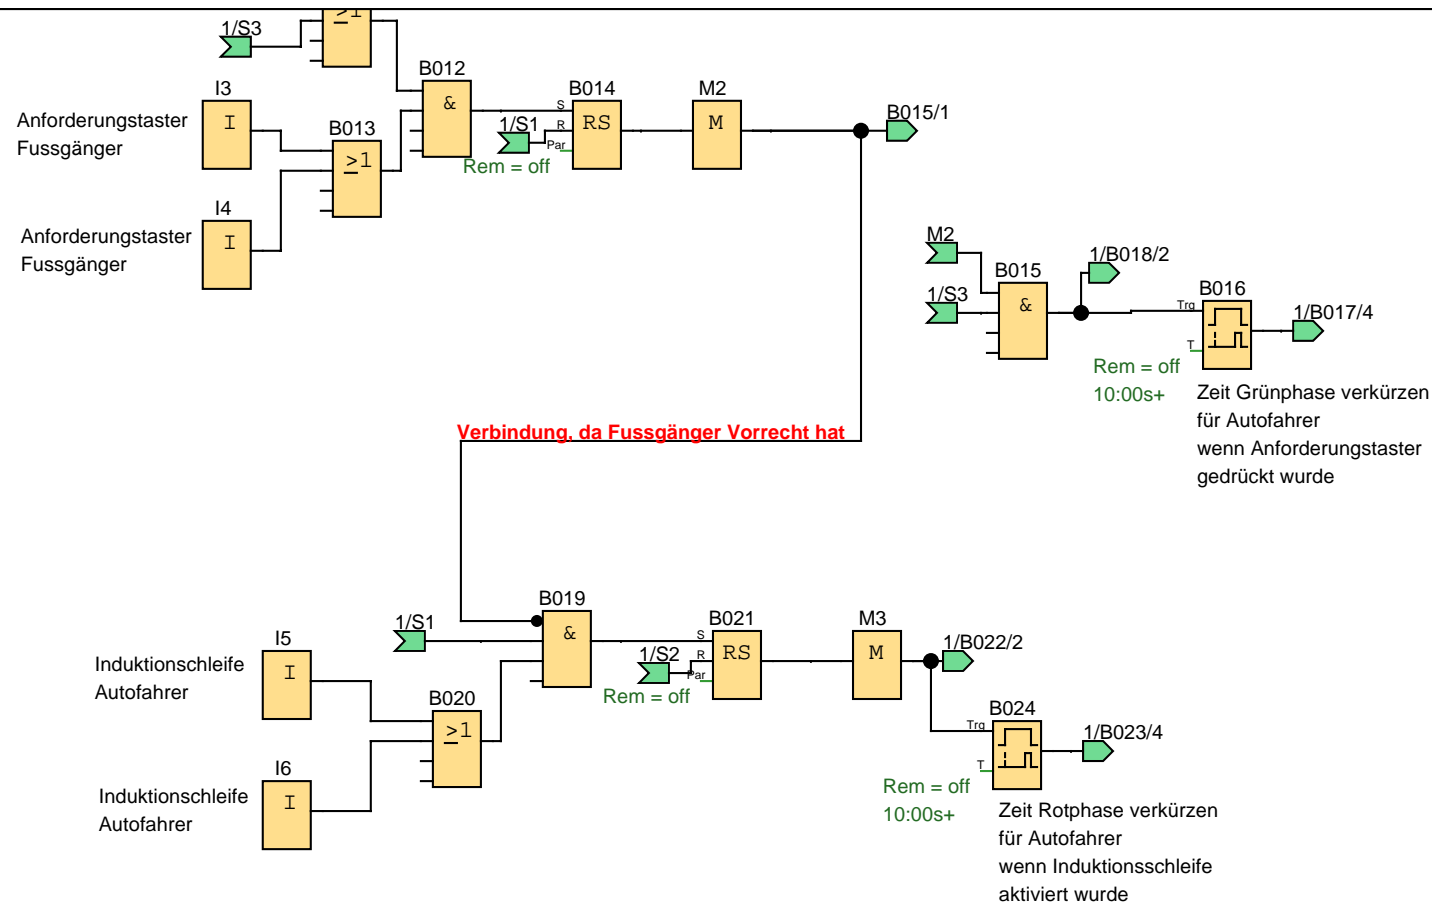 ≥1
1/S3
B012
&
I3
I
Anforderungstaster
Fussgänger
B013
≥1
B014
S
R
Par
RS
1/S1
Rem = off
M2
M
B015/1
I4
I
Anforderungstaster
Fussgänger
M2
1/S3
B015
&
1/B018/2
B016
Trg
T
1/B017/4
Rem = off
10:00s+
Zeit Grünphase verkürzen
für Autofahrer
wenn Anforderungstaster
gedrückt wurde
Verbindung, da Fussgänger Vorrecht hat
B019
&
1/S1
I5
I
Induktionschleife
Autofahrer
B020
≥1
I6
I
Induktionschleife
Autofahrer
B021
S
R
Par
RS
1/S2
Rem = off
M3
M
1/B022/2
B024
Trg
T
1/B023/4
Rem = off
10:00s+
Zeit Rotphase verkürzen
für Autofahrer
wenn Induktionsschleife
aktiviert wurde